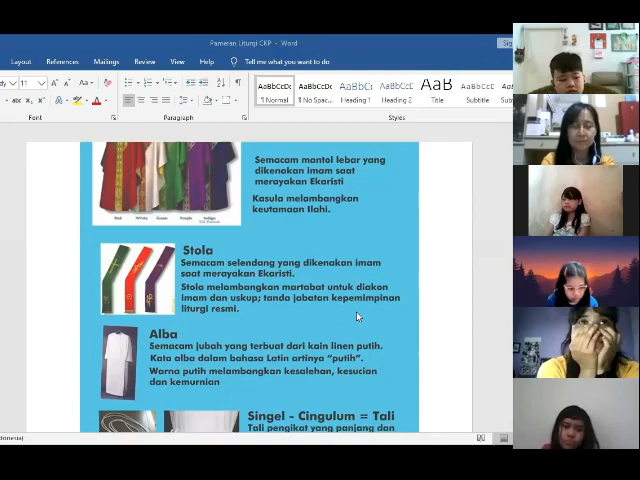 Pameran Liturgi CKP - Word
Layout References Mailings Review View Help Tell me what you want to do
11
Font Paragraph Styles
AaBbCcDc AaBbCcDc AaBbCc AaBbCcD AaB AaBbCcD
¶ Normal ¶ No Spac... Heading 1 Heading 2 Title Subtitle
Semacam mantol lebar yang
dikenakan imam saat
merayakan Ekaristi
Kasula melambangkan
keutamaan Ilahi.
Red White Green Purple
Stola
Semacam selendang yang dikenakan imam
saat merayakan Ekaristi.
Stola melambangkan martabat untuk diakon
imam dan uskup; tanda jabatan kepemimpinan
liturgi resmi.
Alba
Semacam jubah yang terbuat dari kain linen putih.
Kata alba dalam bahasa Latin artinya "putih".
Warna putih melambangkan kesalehan, kesucian
dan kemurnian
Singel - Cingulum = Tali
Tali pengikat yang panjang dan